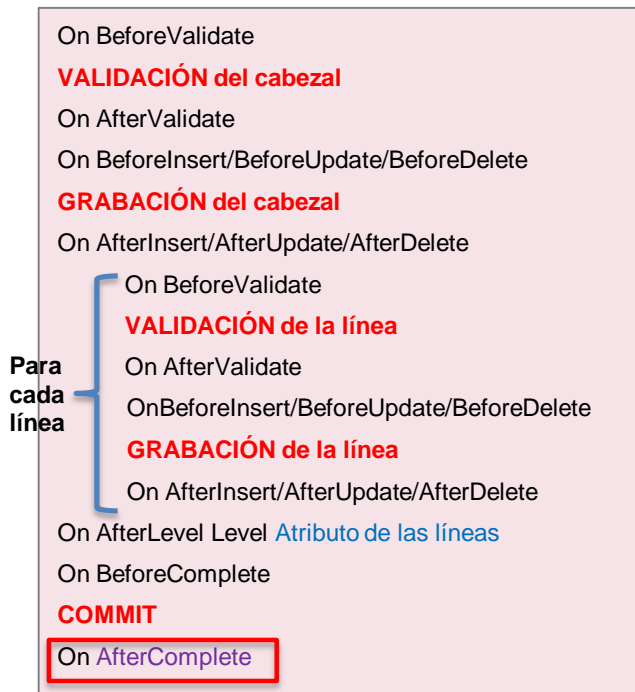 On BeforeValidate
VALIDACIÓN del cabezal
On AfterValidate
On BeforeInsert/BeforeUpdate/BeforeDelete
GRABACIÓN del cabezal
On AfterInsert/AfterUpdate/AfterDelete
Para
cada
línea
On BeforeValidate
VALIDACIÓN de la línea
On AfterValidate
OnBeforeInsert/BeforeUpdate/BeforeDelete
GRABACIÓN de la línea
On AfterInsert/AfterUpdate/AfterDelete
On AfterLevel Level Atributo de las líneas
On BeforeComplete
COMMIT
On AfterComplete